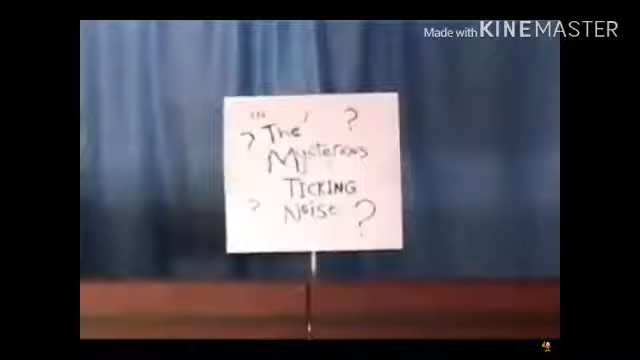 Made with KINEMASTER
"' The ' ?
? Mysterious
TICKING
? Noise ?